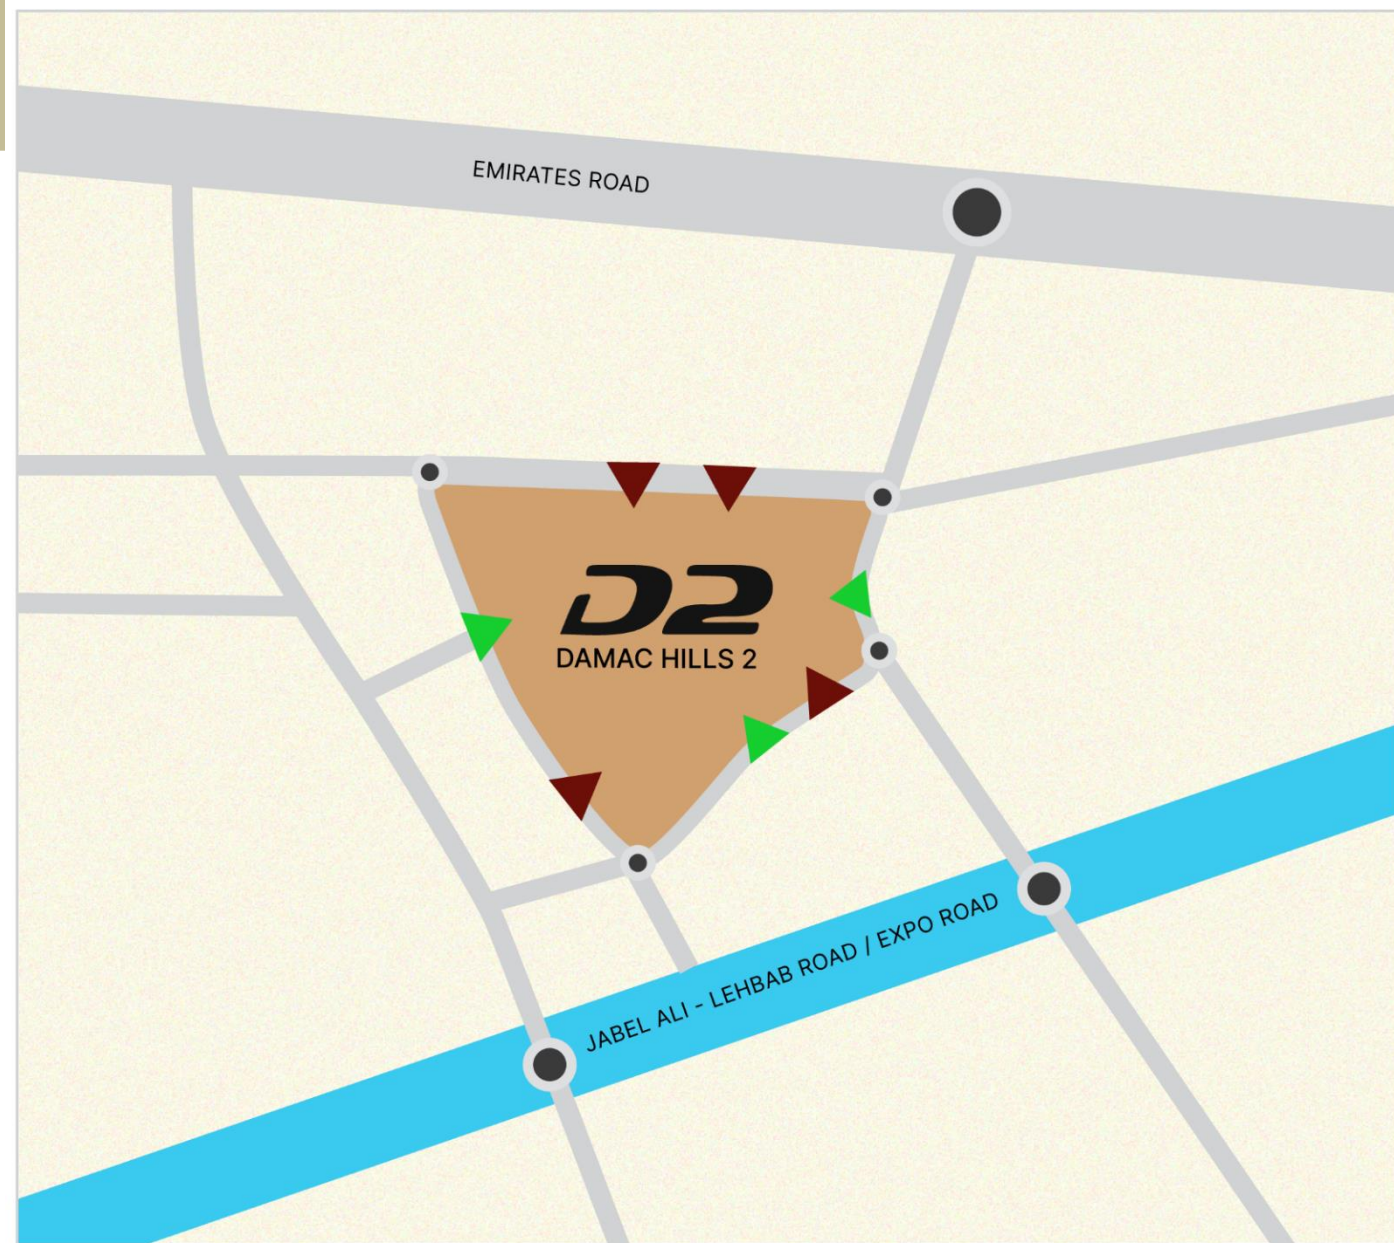 EMIRATES ROAD
D2
DAMAC HILLS 2
JABEL ALI - LEHBAB ROAD / EXPO ROAD